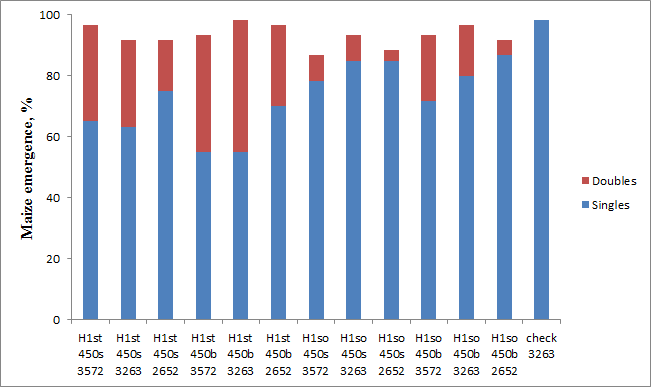 100
80
60
40
20
0
Maize emergence, %
Doubles
Singles
H1st
450s
3572
H1st
450s
3263
H1st
450s
2652
H1st
450b
3572
H1st
450b
3263
H1st
450b
2652
H1so
450s
3572
H1so
450s
3263
H1so
450s
2652
H1so
450b
3572
H1so
450b
3263
H1so
450b
2652
check
3263